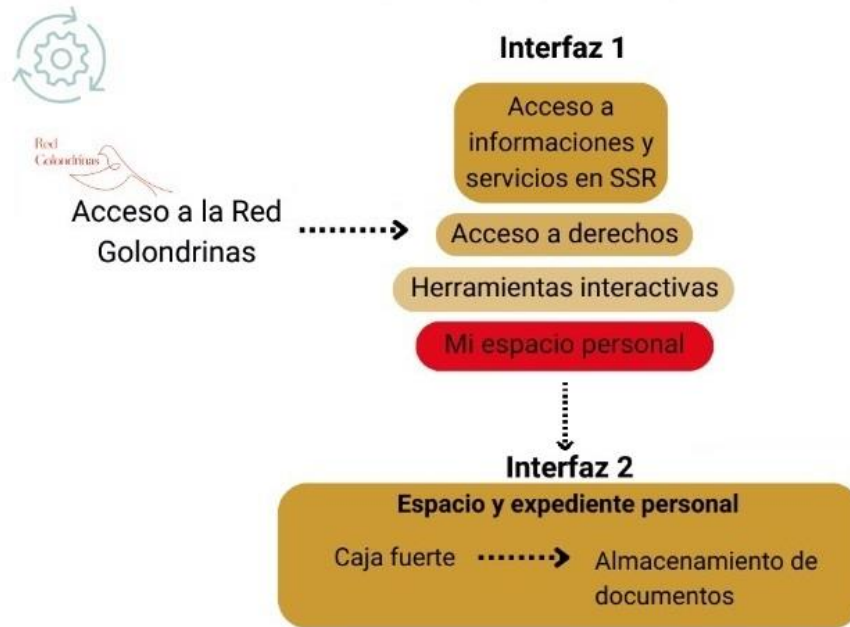 Interfaz 1
Acceso a
informaciones y
servicios en SSR
Red
Golondrinas
Acceso a la Red
Golondrinas
Acceso a derechos
Herramientas interactivas
Mi espacio personal
Interfaz 2
Espacio y expediente personal
Caja fuerte
Almacenamiento de
documentos